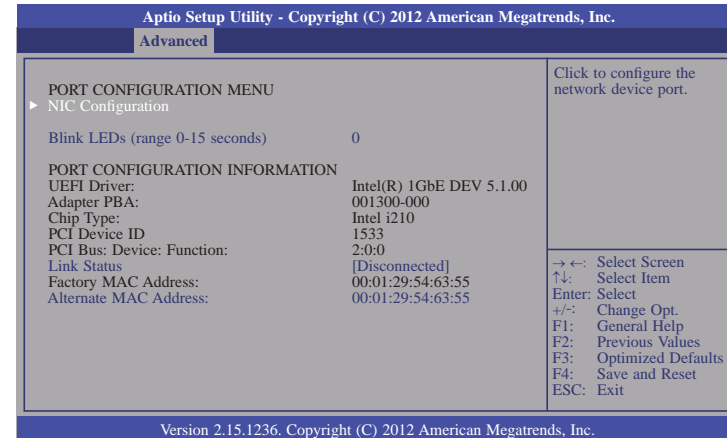 Aptio Setup Utility - Copyright (C) 2012 American Megatrends, Inc.
Advanced
PORT CONFIGURATION MENU
► NIC Configuration
Blink LEDs (range 0-15 seconds) 0
PORT CONFIGURATION INFORMATION
UEFI Driver: Intel(R) 1GbE DEV 5.1.00
Adapter PBA: 001300-000
Chip Type: Intel i210
PCI Device ID 1533
PCI Bus: Device: Function: 2:0:0
Link Status [Disconnected]
Factory MAC Address: 00:01:29:54:63:55
Alternate MAC Address: 00:01:29:54:63:55
Click to configure the
network device port.
→←: Select Screen
↑↓: Select Item
Enter: Select
+/-: Change Opt.
F1: General Help
F2: Previous Values
F3: Optimized Defaults
F4: Save and Reset
ESC: Exit
Version 2.15.1236. Copyright (C) 2012 American Megatrends, Inc.